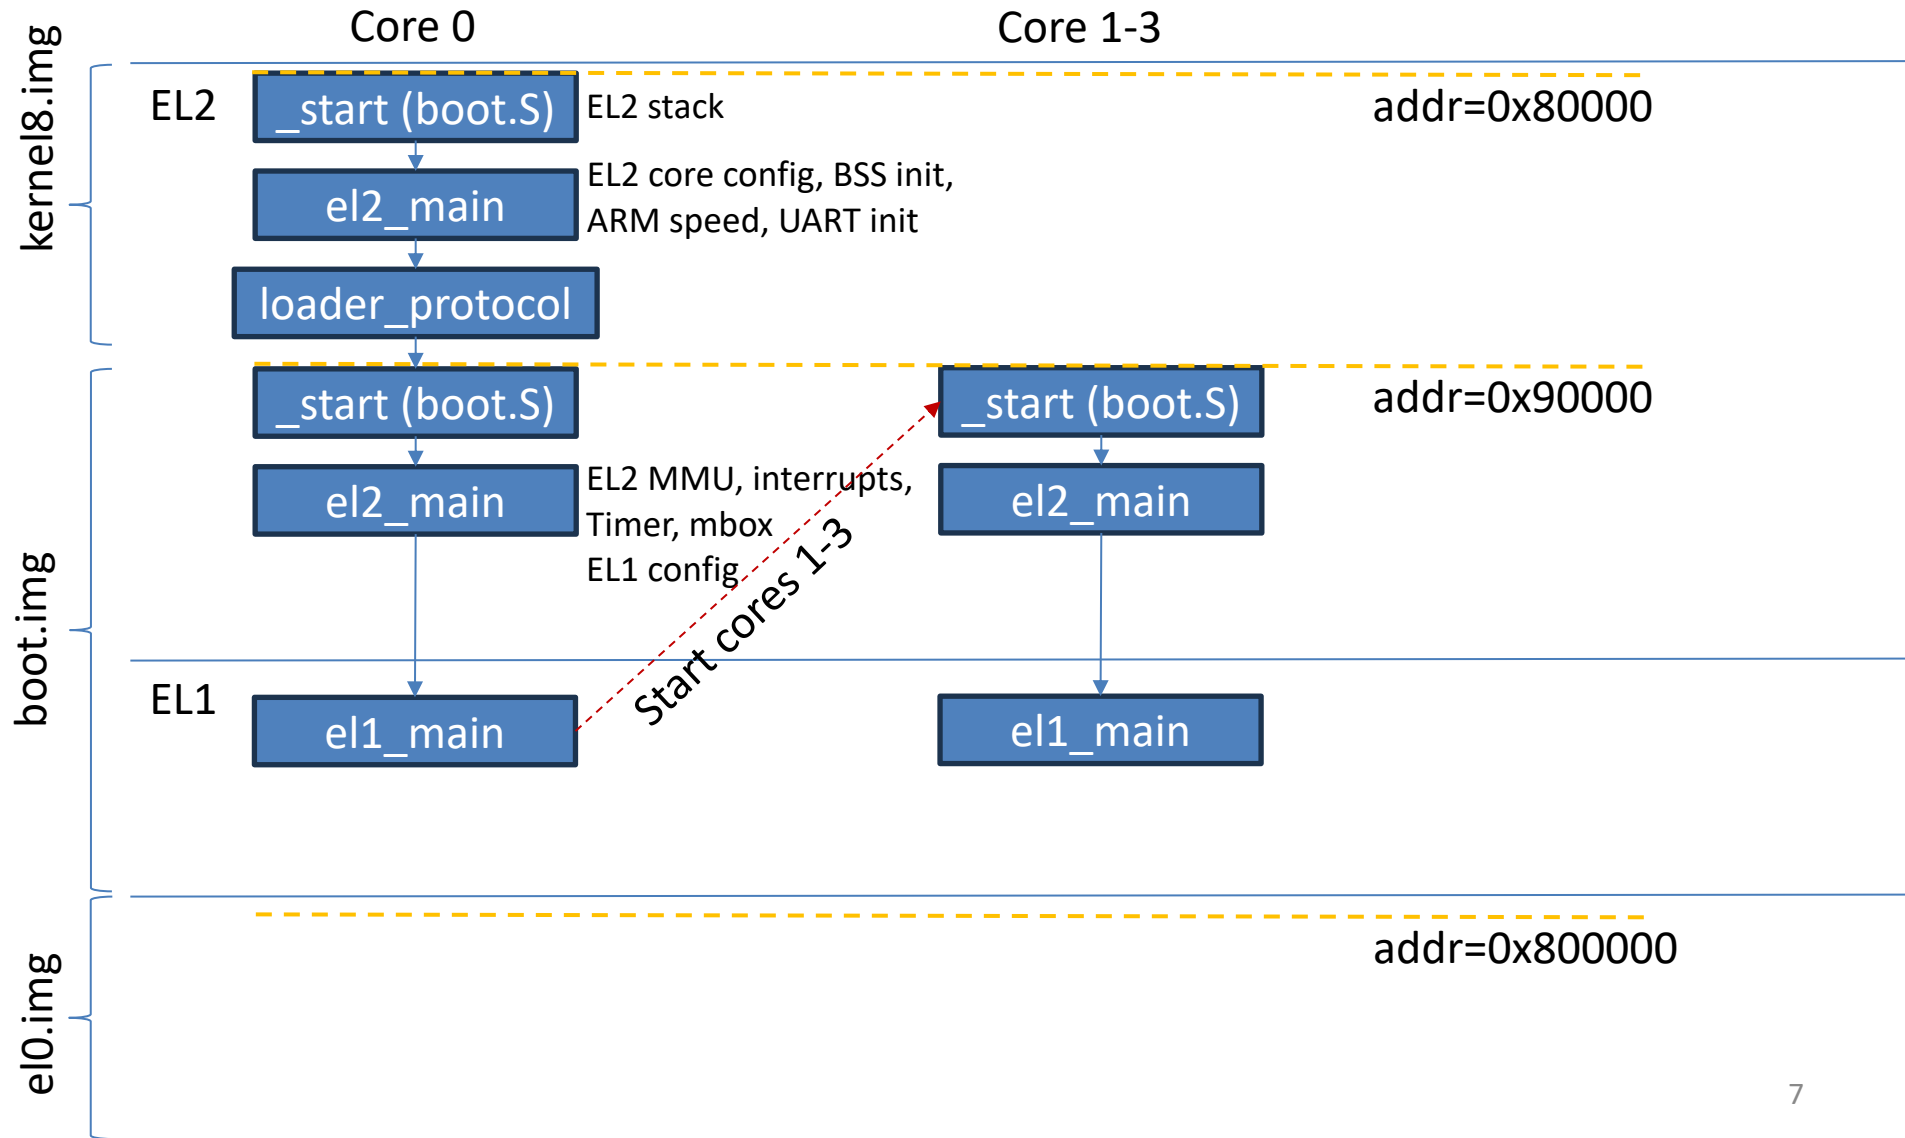 Core 0
Core 1-3
kernel8.img
EL2
_start (boot.S)
EL2 stack
addr=0x80000
el2_main
EL2 core config, BSS init,
ARM speed, UART init
loader_protocol
boot.img
_start (boot.S)
_start (boot.S)
addr=0x90000
el2_main
EL2 MMU, interrupts,
Timer, mbox
EL1 config
el2_main
Start cores 1-3
EL1
el1_main
el1_main
el0.img
addr=0x800000
7